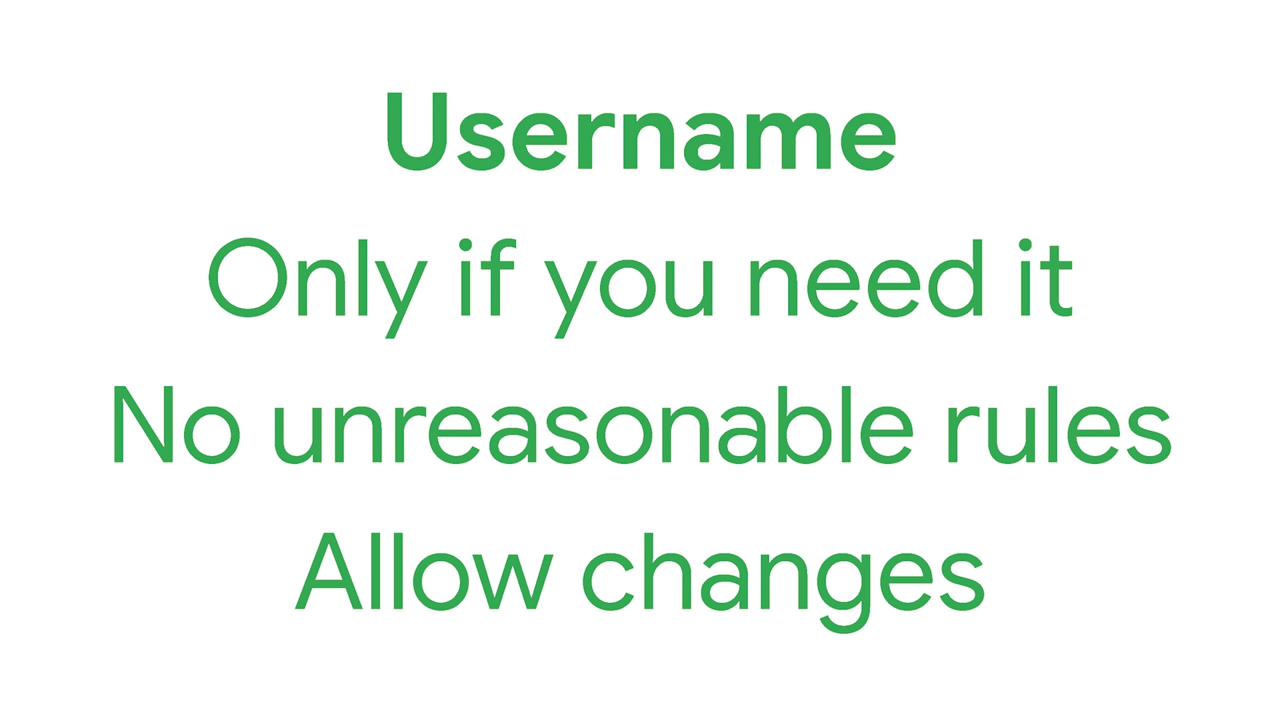 Username
Only if you need it
No unreasonable rules
Allow changes